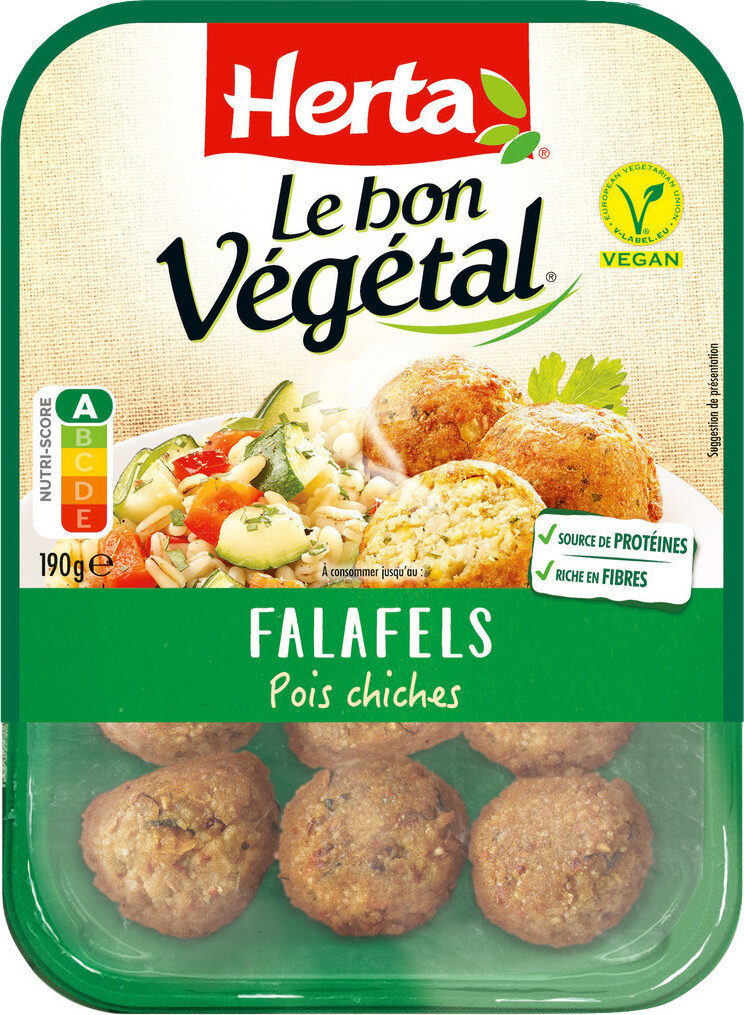 Herta
®
Le bon
Végétal®
EUROPEAN VEGETARIAN UNION
V-LABEL.EU
®
VEGAN
Suggestion de présentation
NUTRI-SCORE
A
B
C
D
E
190g e
À consommer jusqu'au :
SOURCE DE PROTÉINES
RICHE EN FIBRES
FALAFELS
Pois chiches